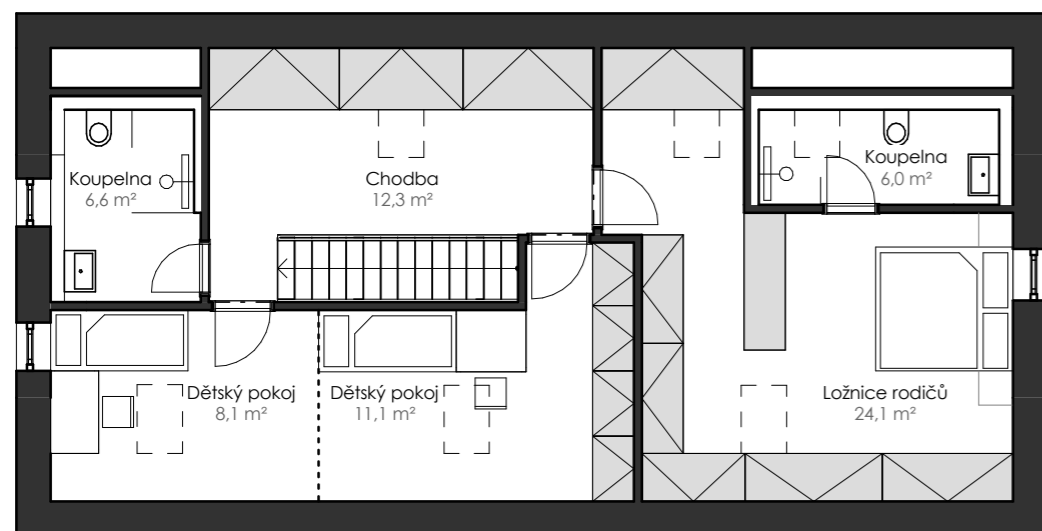 Koupelna
6,6 m²
Chodba
12,3 m²
Koupelna
6,0 m²
Dětský pokoj
8,1 m²
Dětský pokoj
11,1 m²
Ložnice rodičů
24,1 m²